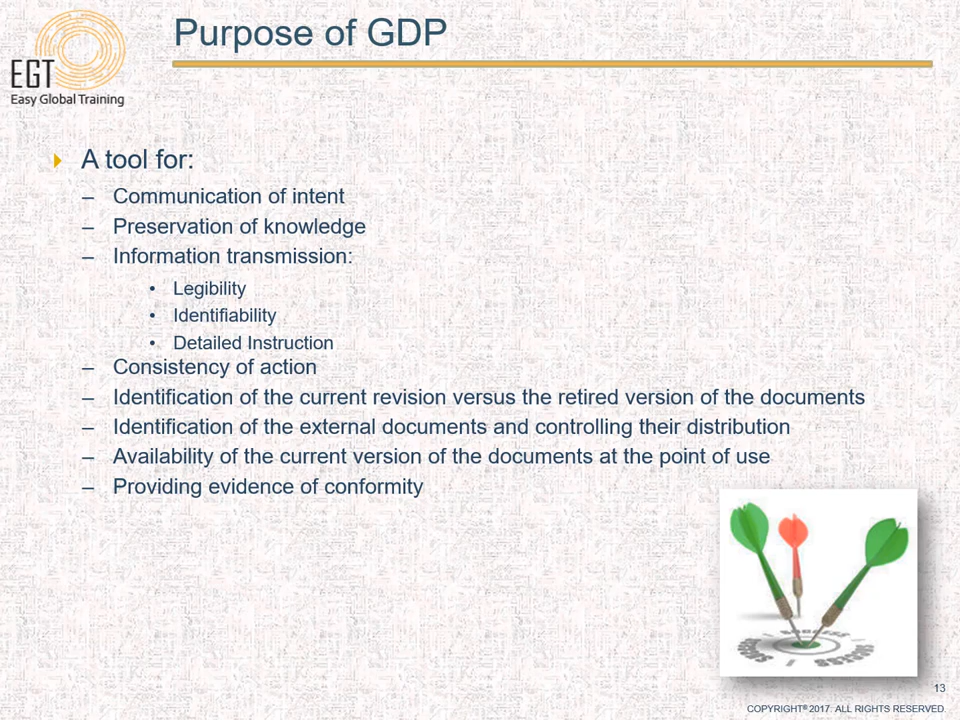 Purpose of GDP
EGT
Easy Global Training
A tool for:
– Communication of intent
– Preservation of knowledge
– Information transmission:
• Legibility
• Identifiability
• Detailed Instruction
– Consistency of action
– Identification of the current revision versus the retired version of the documents
– Identification of the external documents and controlling their distribution
– Availability of the current version of the documents at the point of use
– Providing evidence of conformity
13
COPYRIGHT® 2017. ALL RIGHTS RESERVED.